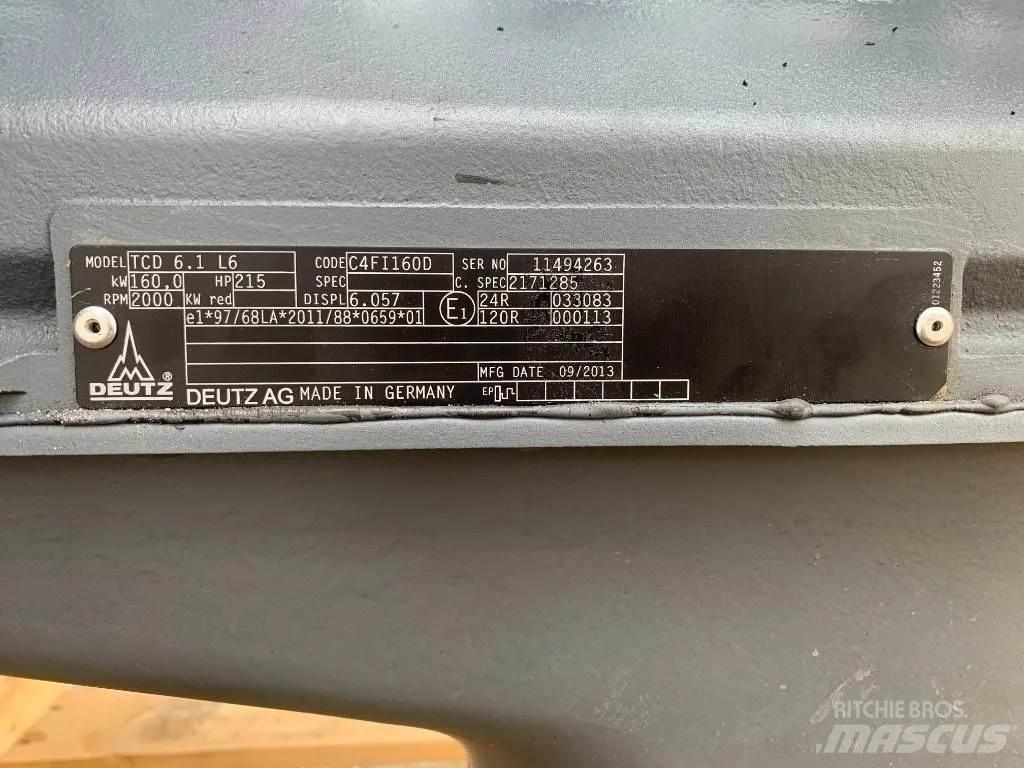 MODEL TCD 6.1 L6 CODE C4FI160D SER NO 11494263
kW 160,0 HP 215 SPEC C. SPEC 2171285
RPM 2000 KW red DISPL 6.057 E1 24R 033083
e1*97/68LA*2011/88*0659*01 120R 000113
MFG DATE 09/2013
DEUTZ® DEUTZ AG MADE IN GERMANY EP
01223452
RITCHIE BROS.
MASCUS